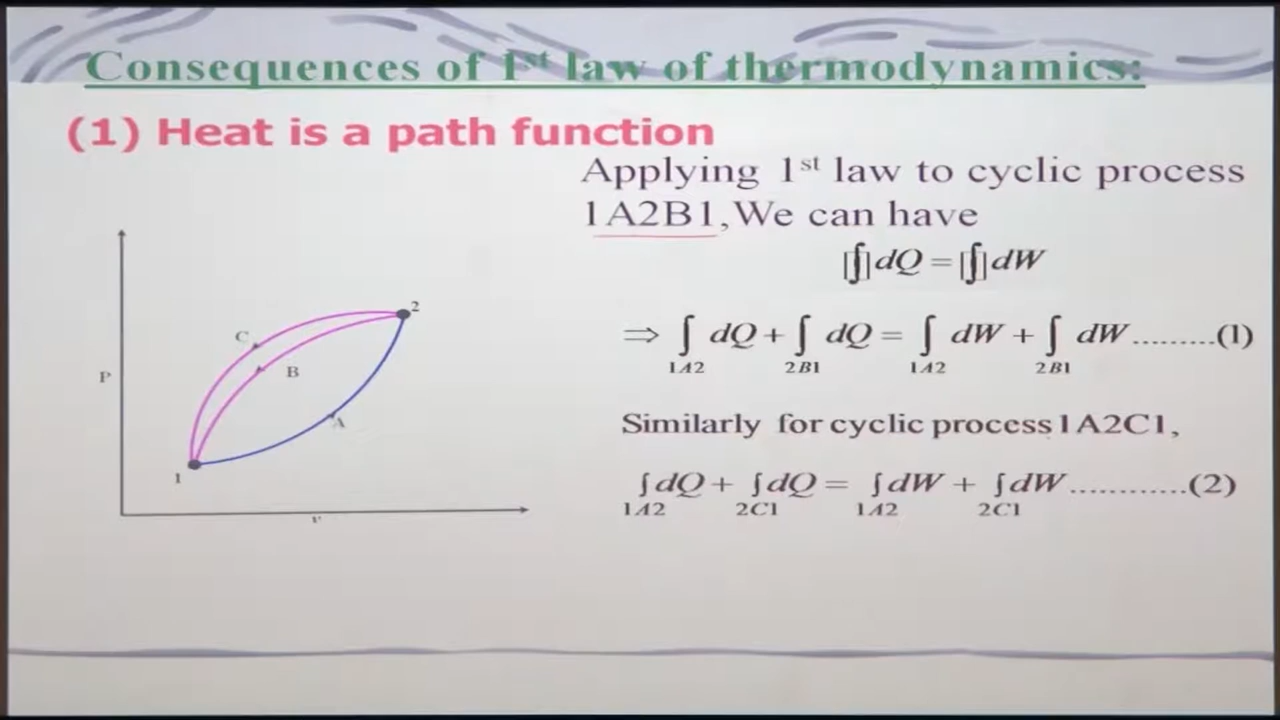 Consequences of 1st law of thermodynamics:
(1) Heat is a path function
Applying 1st law to cyclic process
1A2B1, We can have
[∮]dQ = [∮]dW
⇒ ∫ dQ + ∫ dQ = ∫ dW + ∫ dW .........(1)
1A2 2B1 1A2 2B1
Similarly for cyclic process 1A2C1,
∫dQ + ∫dQ = ∫dW + ∫dW............(2)
1A2 2C1 1A2 2C1
2
C
B
P
A
1